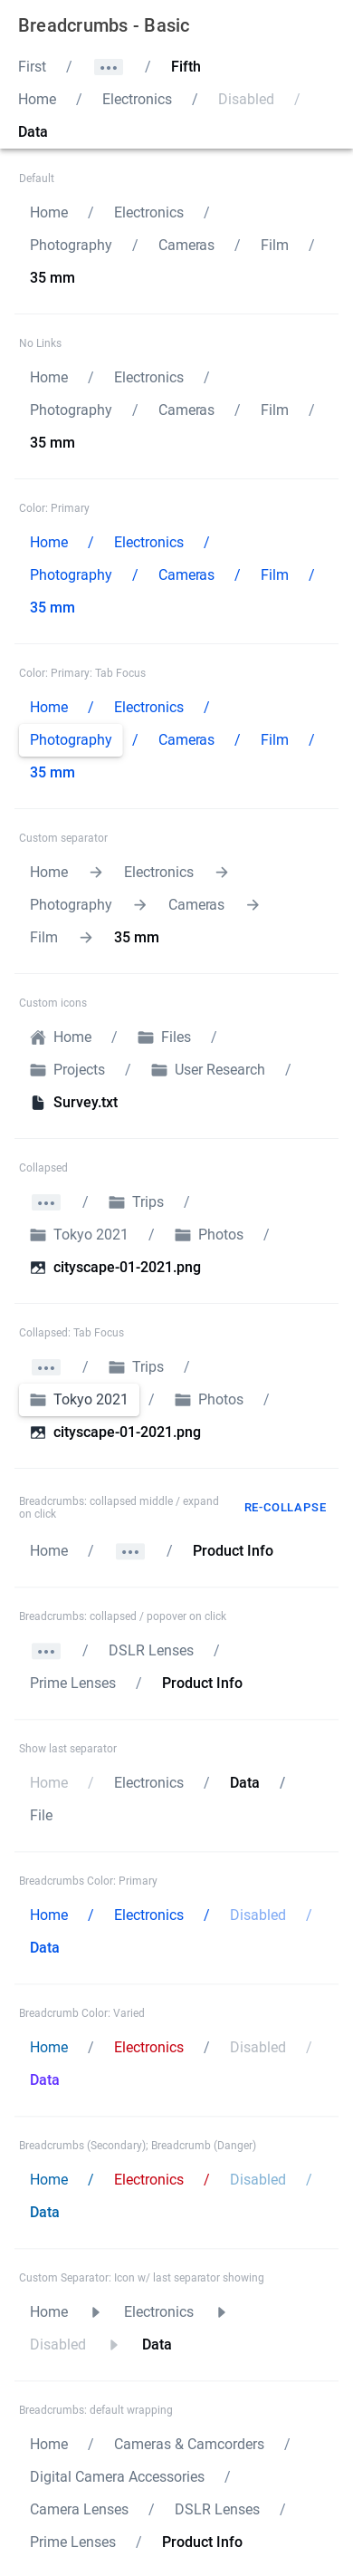 Breadcrumbs - Basic
First / ••• / Fifth
Home / Electronics / Disabled /
Data
Default
Home / Electronics /
Photography / Cameras / Film /
35 mm
No Links
Home / Electronics /
Photography / Cameras / Film /
35 mm
Color: Primary
Home / Electronics /
Photography / Cameras / Film /
35 mm
Color: Primary: Tab Focus
Home / Electronics /
Photography / Cameras / Film /
35 mm
Custom separator
Home → Electronics →
Photography → Cameras →
Film → 35 mm
Custom icons
Home / Files /
Projects / User Research /
Survey.txt
Collapsed
••• / Trips /
Tokyo 2021 / Photos /
cityscape-01-2021.png
Collapsed: Tab Focus
••• / Trips /
Tokyo 2021 / Photos /
cityscape-01-2021.png
Breadcrumbs: collapsed middle / expand
on click
RE-COLLAPSE
Home / ••• / Product Info
Breadcrumbs: collapsed / popover on click
••• / DSLR Lenses /
Prime Lenses / Product Info
Show last separator
Home / Electronics / Data /
File
Breadcrumbs Color: Primary
Home / Electronics / Disabled /
Data
Breadcrumb Color: Varied
Home / Electronics / Disabled /
Data
Breadcrumbs (Secondary); Breadcrumb (Danger)
Home / Electronics / Disabled /
Data
Custom Separator: Icon w/ last separator showing
Home Electronics
Disabled Data
Breadcrumbs: default wrapping
Home / Cameras & Camcorders /
Digital Camera Accessories /
Camera Lenses / DSLR Lenses /
Prime Lenses / Product Info